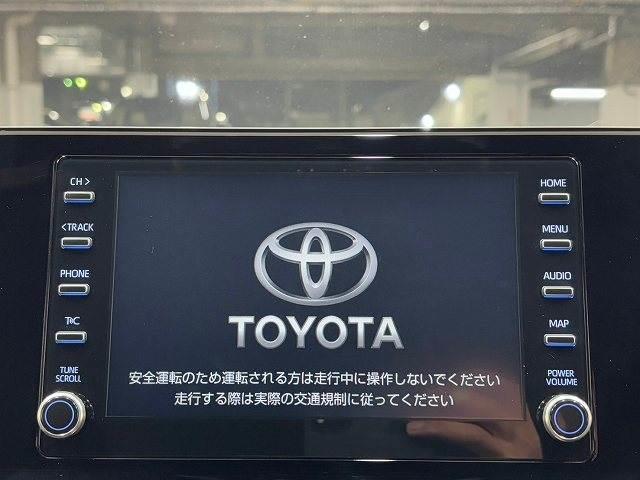 CH >
< TRACK
PHONE
T@C
TUNE
SCROLL
HOME
MENU
AUDIO
MAP
POWER
VOLUME
TOYOTA
安全運転のため運転される方は走行中に操作しないでください
走行する際は実際の交通規制に従ってください